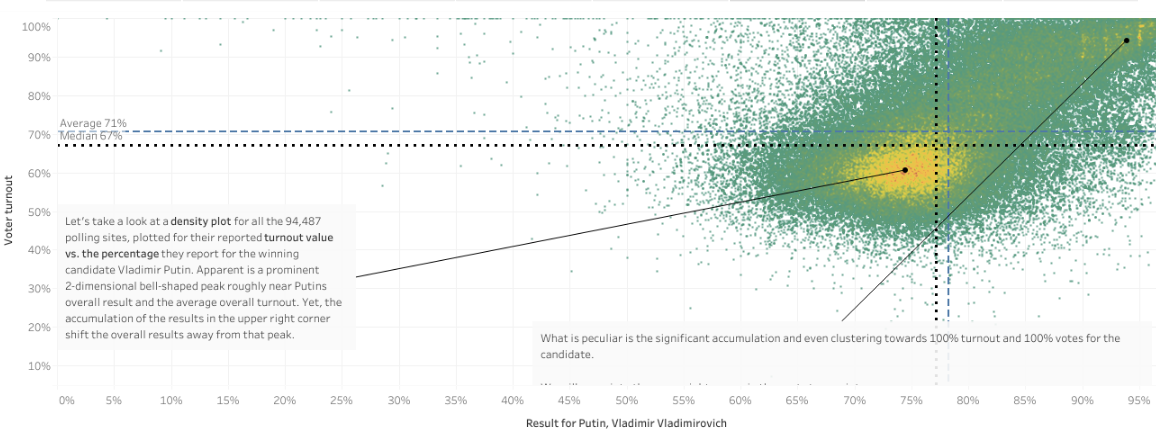 100%
90%
80%
Average 71%
70%
Median 67%
60%
50%
40%
30%
20%
10%
Voter turnout
Let's take a look at a density plot for all the 94,487
polling sites, plotted for their reported turnout value
vs. the percentage they report for the winning
candidate Vladimir Putin. Apparent is a prominent
2-dimensional bell-shaped peak roughly near Putins
overall result and the average overall turnout. Yet, the
accumulation of the results in the upper right corner
shift the overall results away from that peak.
What is peculiar is the significant accumulation and even clustering towards 100% turnout and 100% votes for the
candidate.
0% 5% 10% 15% 20% 25% 30% 35% 40% 45% 50% 55% 60% 65% 70% 75% 80% 85% 90% 95%
Result for Putin, Vladimir Vladimirovich